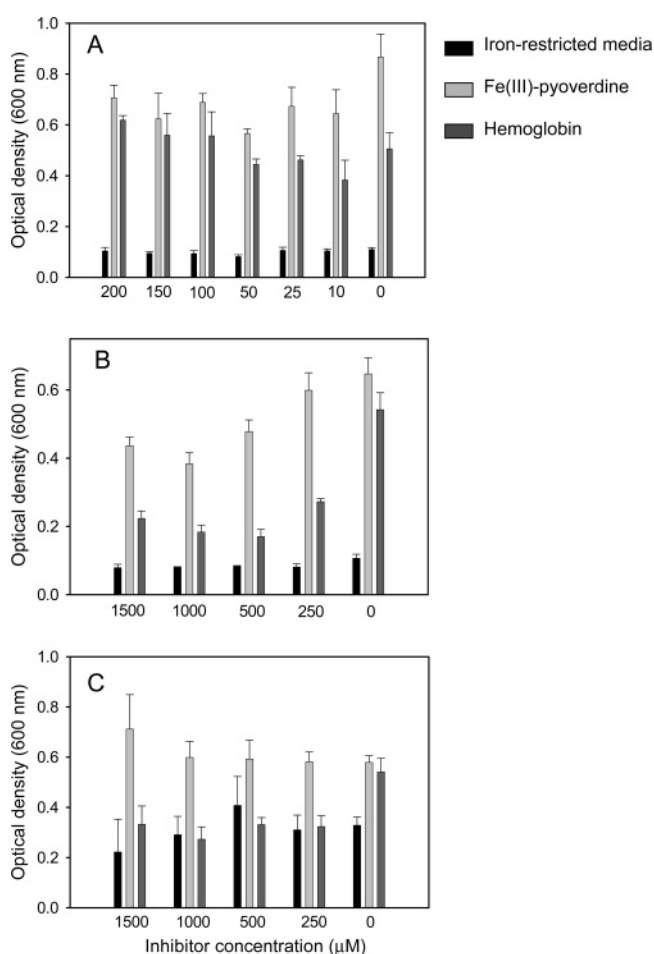 A
Optical density (600 nm)
1.0
0.8
0.6
0.4
0.2
0.0
200 150 100 50 25 10 0
Iron-restricted media
Fe(III)-pyoverdine
Hemoglobin
B
Optical density (600 nm)
0.6
0.4
0.2
0.0
1500 1000 500 250 0
C
Optical density (600 nm)
1.0
0.8
0.6
0.4
0.2
0.0
1500 1000 500 250 0
Inhibitor concentration (μM)